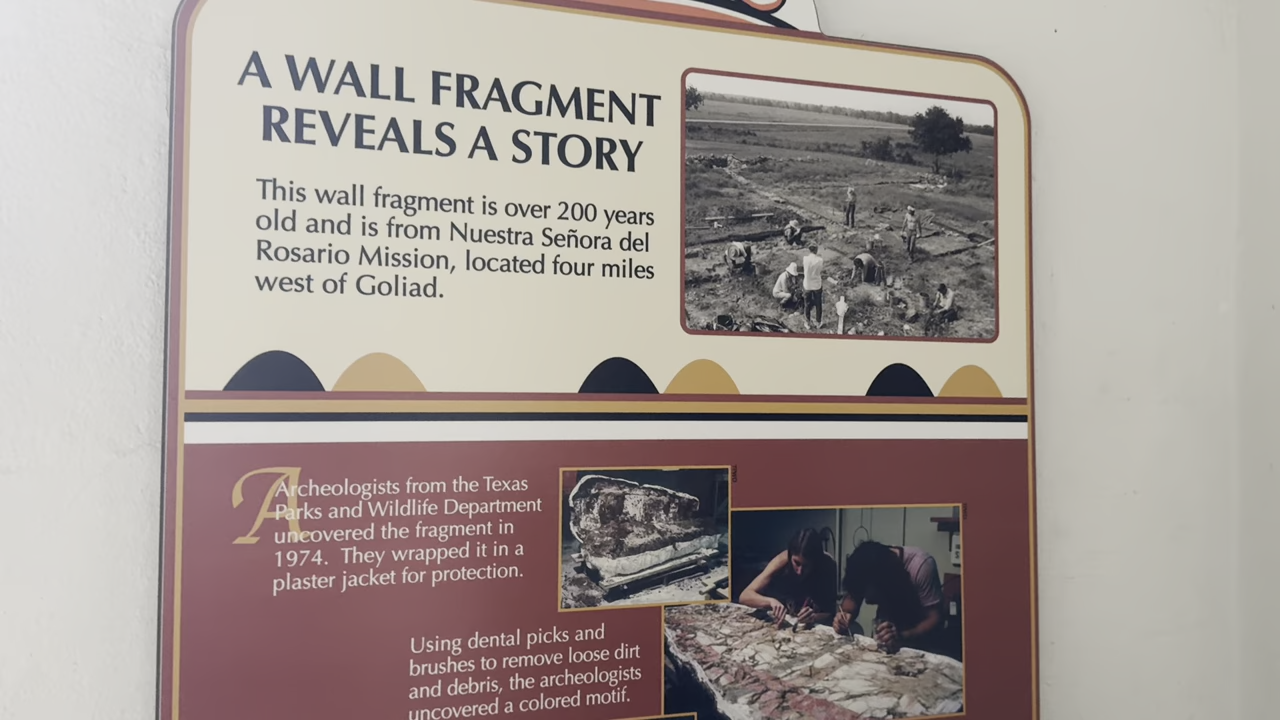 A WALL FRAGMENT
REVEALS A STORY
This wall fragment is over 200 years
old and is from Nuestra Señora del
Rosario Mission, located four miles
west of Goliad.
Archeologists from the Texas
Parks and Wildlife Department
uncovered the fragment in
1974. They wrapped it in a
plaster jacket for protection.
Using dental picks and
brushes to remove loose dirt
and debris, the archeologists
uncovered a colored motif.